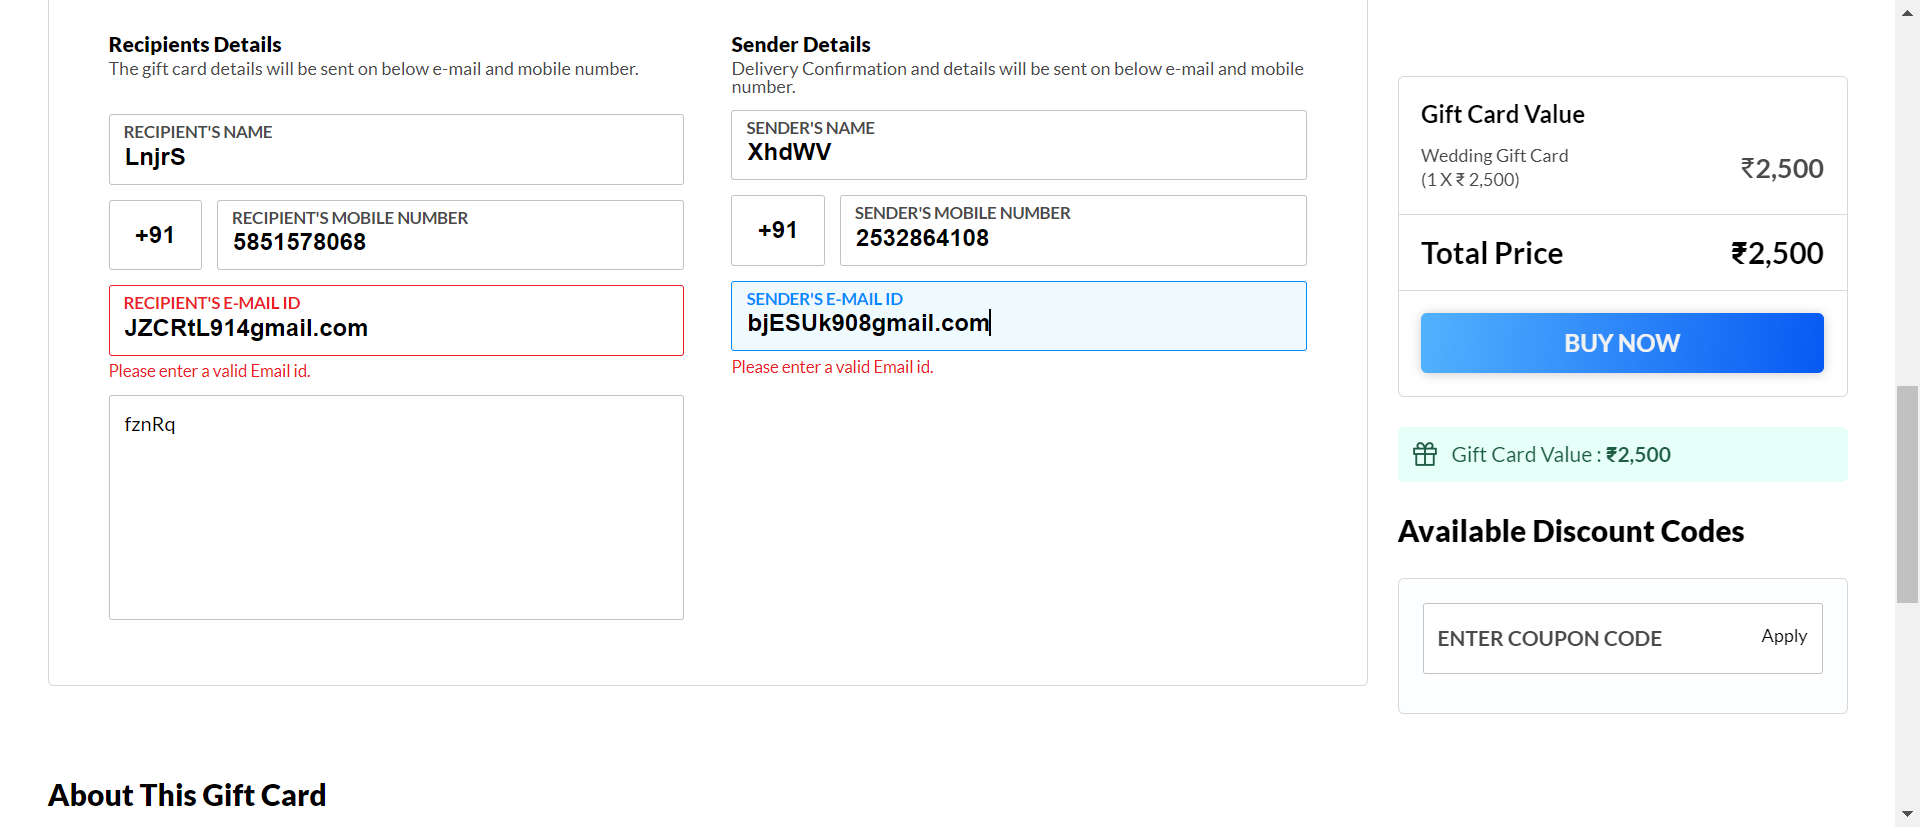 Recipients Details
The gift card details will be sent on below e-mail and mobile number.
RECIPIENT'S NAME
LnjrS
+91
RECIPIENT'S MOBILE NUMBER
5851578068
RECIPIENT'S E-MAIL ID
JZCRtL914gmail.com
Please enter a valid Email id.
fznRq
Sender Details
Delivery Confirmation and details will be sent on below e-mail and mobile
number.
SENDER'S NAME
XhdWV
+91
SENDER'S MOBILE NUMBER
2532864108
SENDER'S E-MAIL ID
bjESUk908gmail.com
Please enter a valid Email id.
Gift Card Value
Wedding Gift Card
(1 X ₹ 2,500)
₹2,500
Total Price
₹2,500
BUY NOW
Gift Card Value : ₹2,500
Available Discount Codes
ENTER COUPON CODE
Apply
About This Gift Card